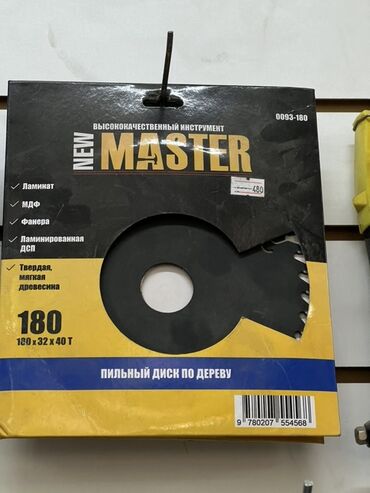 ВЫСОКОКАЧЕСТВЕННЫЙ ИНСТРУМЕНТ
0093-180
NEW MASTER
480
Ламинат
МДФ
Фанера
Ламинированная
ДСП
Твердая,
мягкая
древесина
180
180 x 32 x 40 T
ПИЛЬНЫЙ ДИСК ПО ДЕРЕВУ
9 780207 554568